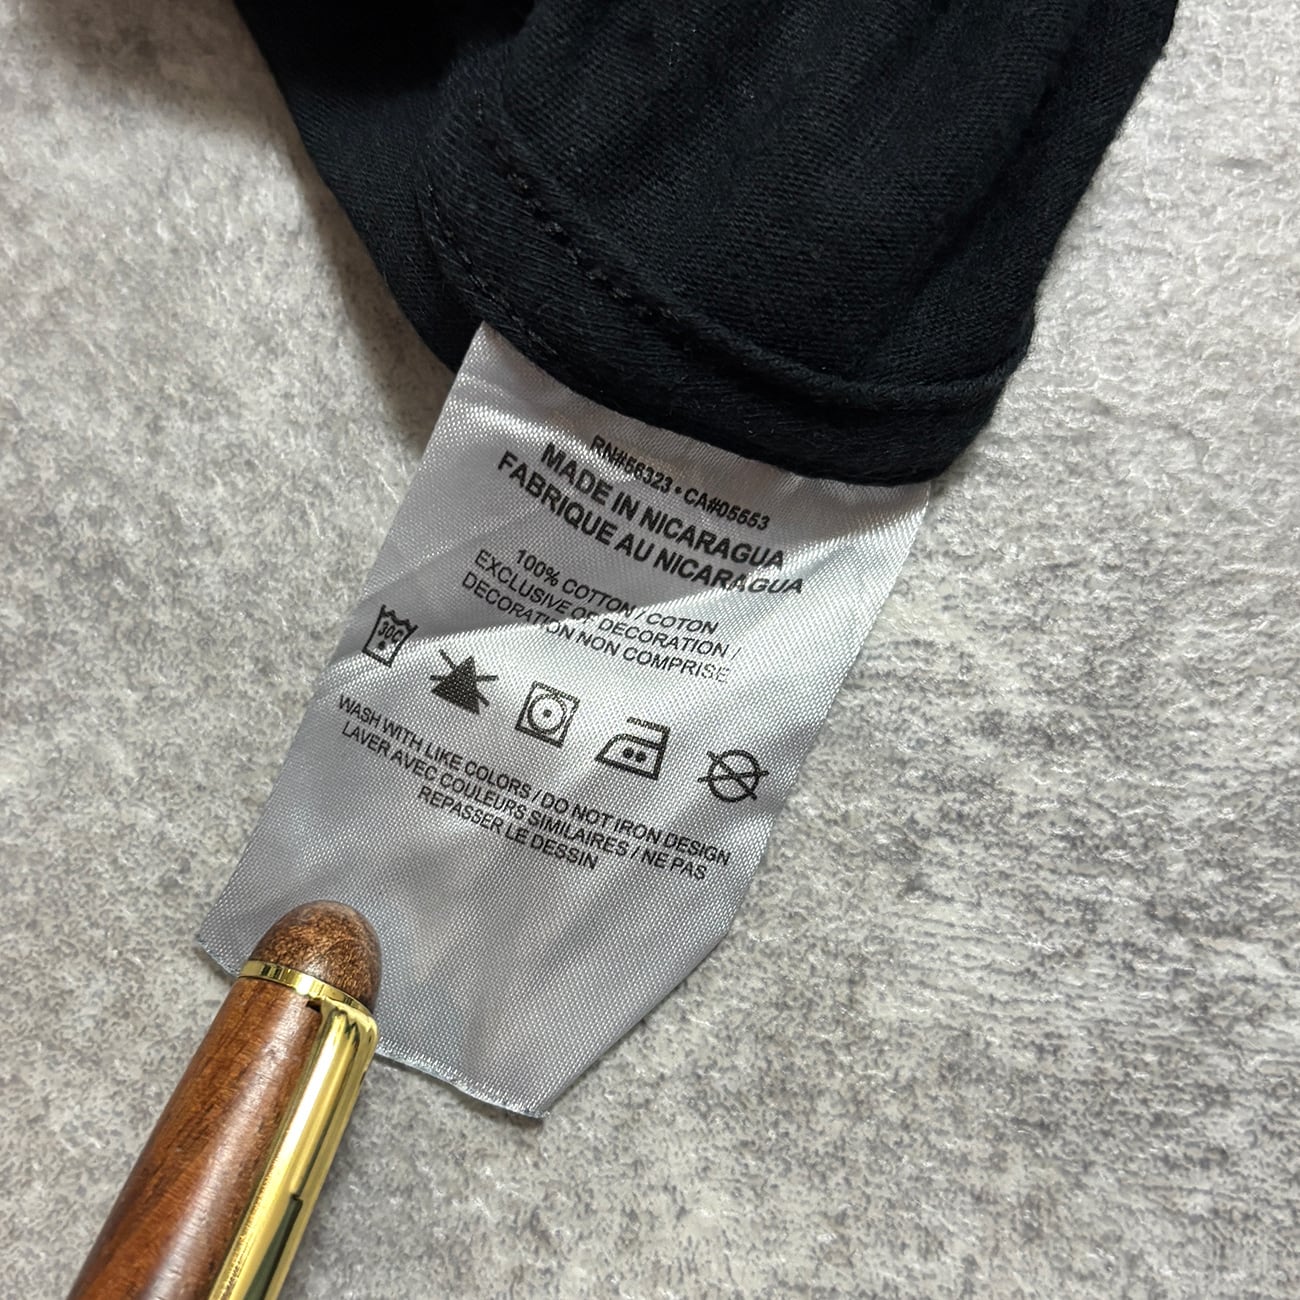 RN#56323 • CA#05553
MADE IN NICARAGUA
FABRIQUE AU NICARAGUA
100% COTTON / COTON
EXCLUSIVE OF DECORATION /
DECORATION NON COMPRISE
30C
WASH WITH LIKE COLORS / DO NOT IRON DESIGN
LAVER AVEC COULEURS SIMILAIRES / NE PAS
REPASSER LE DESSIN